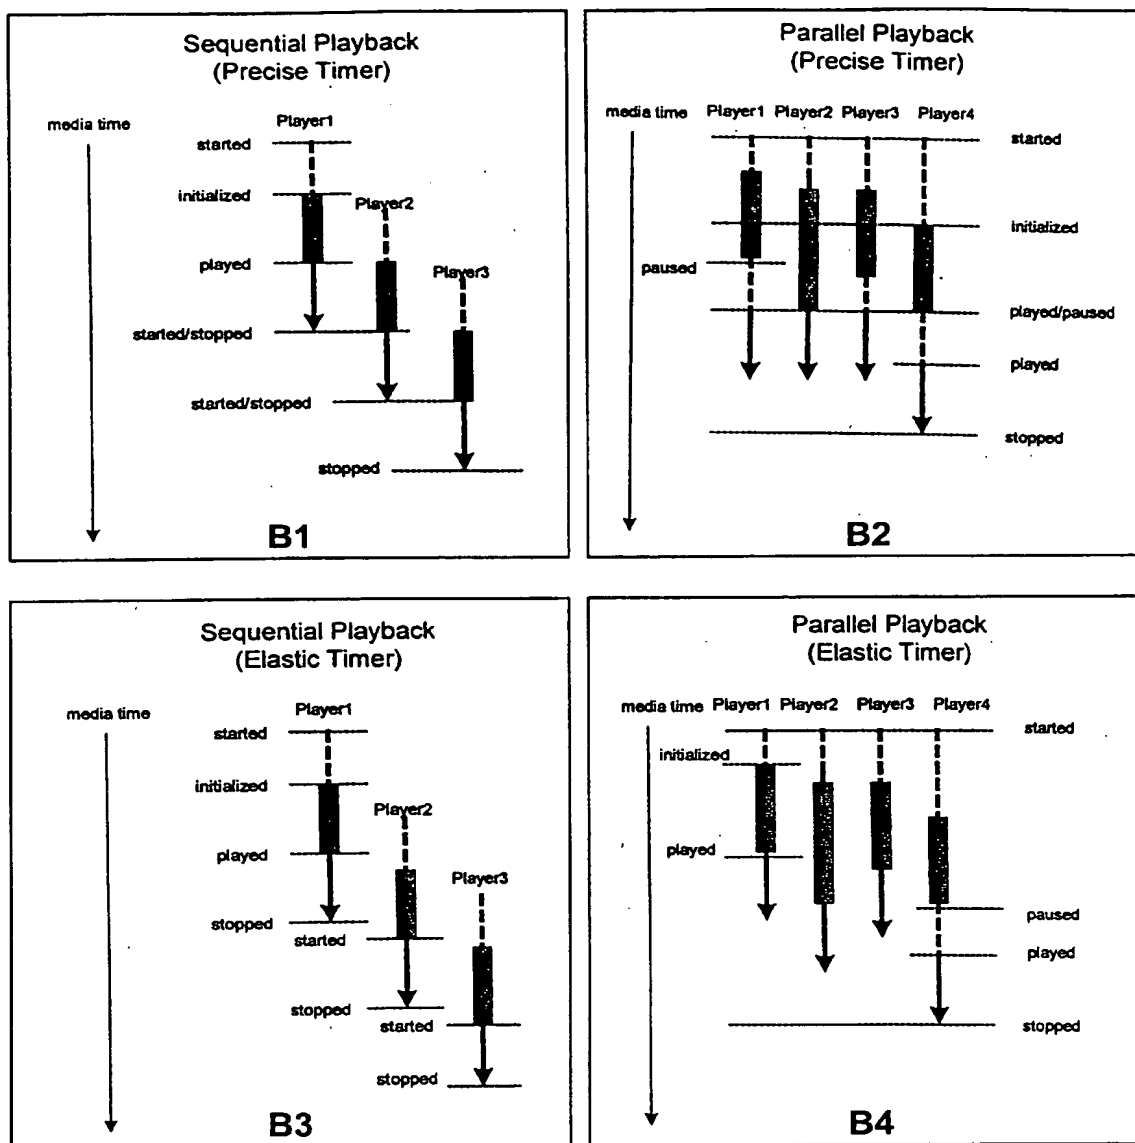 Sequential Playback
(Precise Timer)
media time
Player1
started
initialized
Player2
played
Player3
started/stopped
started/stopped
stopped
B1
Parallel Playback
(Precise Timer)
media time
Player1 Player2 Player3 Player4
started
initialized
paused
played/paused
played
stopped
B2
Sequential Playback
(Elastic Timer)
media time
Player1
started
initialized
Player2
played
Player3
stopped
started
stopped
started
stopped
B3
Parallel Playback
(Elastic Timer)
media time Player1 Player2 Player3 Player4
started
initialized
played
paused
played
stopped
B4